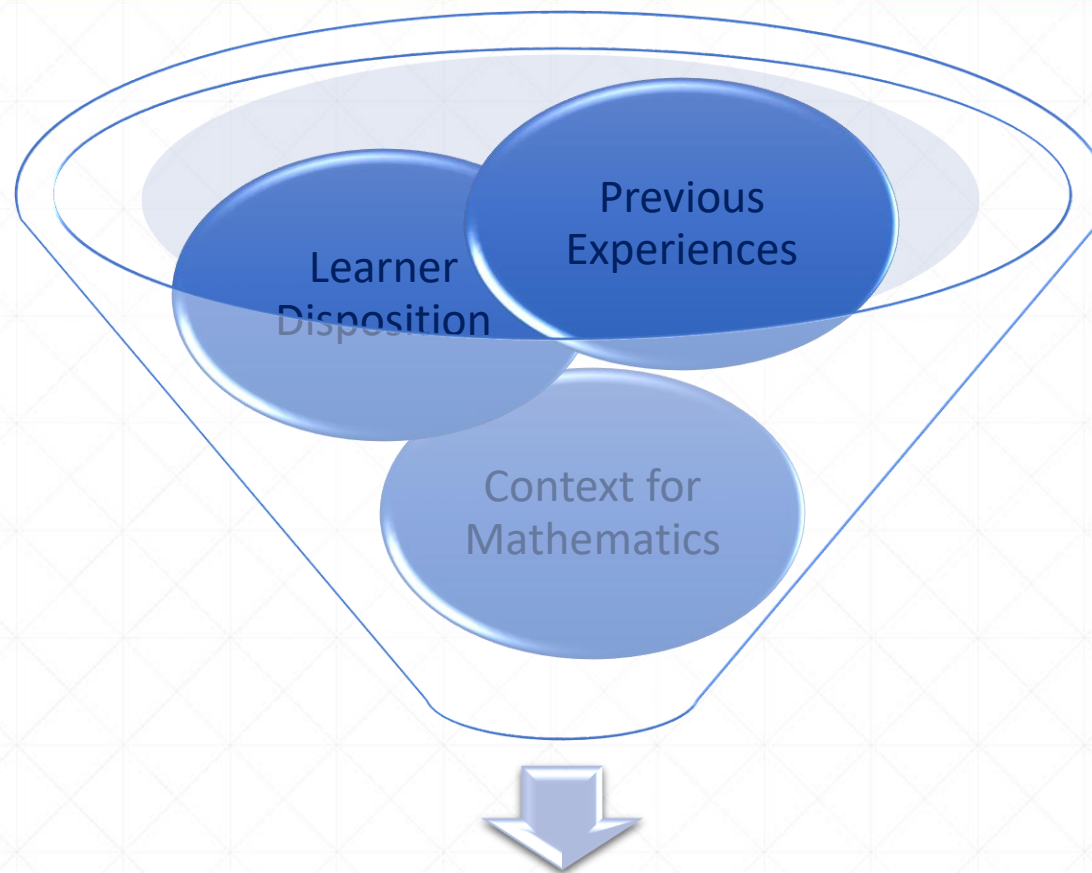 Previous
Experiences
Learner
Disposition
Context for
Mathematics